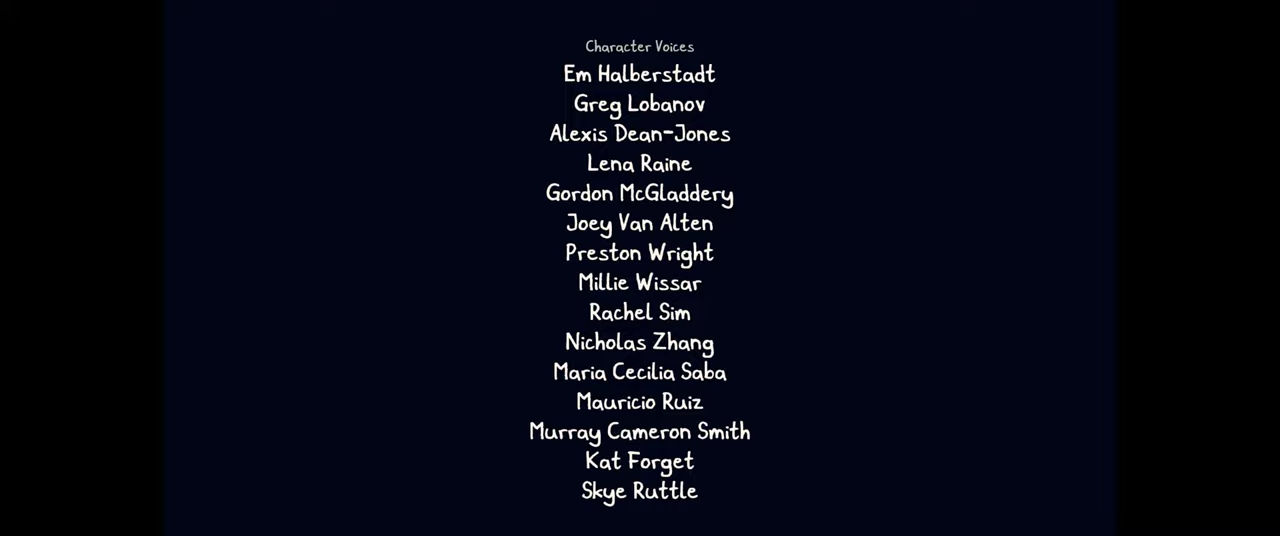 Character Voices
Em Halberstadt
Greg Lobanov
Alexis Dean-Jones
Lena Raine
Gordon McGladdery
Joey Van Alten
Preston Wright
Millie Wissar
Rachel Sim
Nicholas Zhang
Maria Cecilia Saba
Mauricio Ruiz
Murray Cameron Smith
Kat Forget
Skye Ruttle